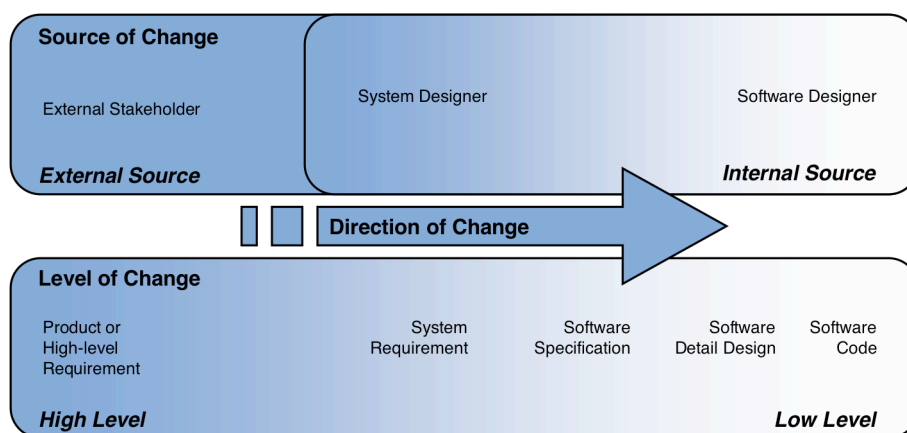 Source of Change
External Stakeholder
System Designer
Software Designer
External Source
Internal Source
Direction of Change
Level of Change
Product or
High-level
Requirement
System
Requirement
Software
Specification
Software
Detail Design
Software
Code
High Level
Low Level